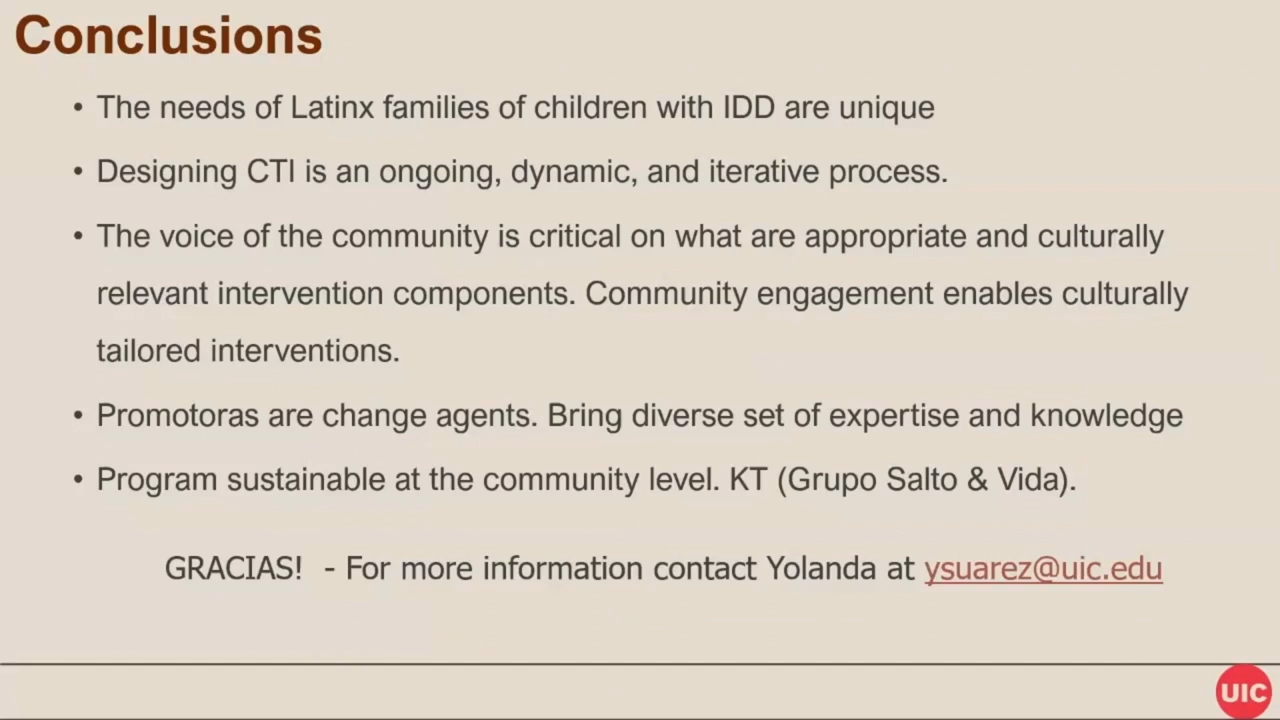 Conclusions
• The needs of Latinx families of children with IDD are unique
• Designing CTI is an ongoing, dynamic, and iterative process.
• The voice of the community is critical on what are appropriate and culturally
relevant intervention components. Community engagement enables culturally
tailored interventions.
• Promotoras are change agents. Bring diverse set of expertise and knowledge
• Program sustainable at the community level. KT (Grupo Salto & Vida).
GRACIAS!  - For more information contact Yolanda at ysuarez@uic.edu
UIC